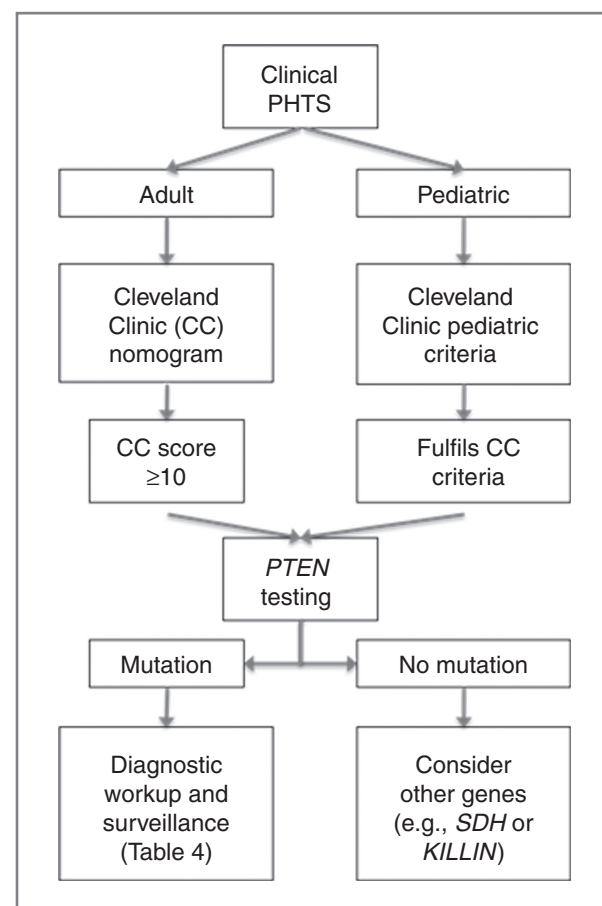 Clinical
PHTS
Adult
Pediatric
Cleveland
Clinic (CC)
nomogram
Cleveland
Clinic pediatric
criteria
CC score
≥10
Fulfils CC
criteria
PTEN
testing
Mutation
No mutation
Diagnostic
workup and
surveillance
(Table 4)
Consider
other genes
(e.g., SDH or
KILLIN)